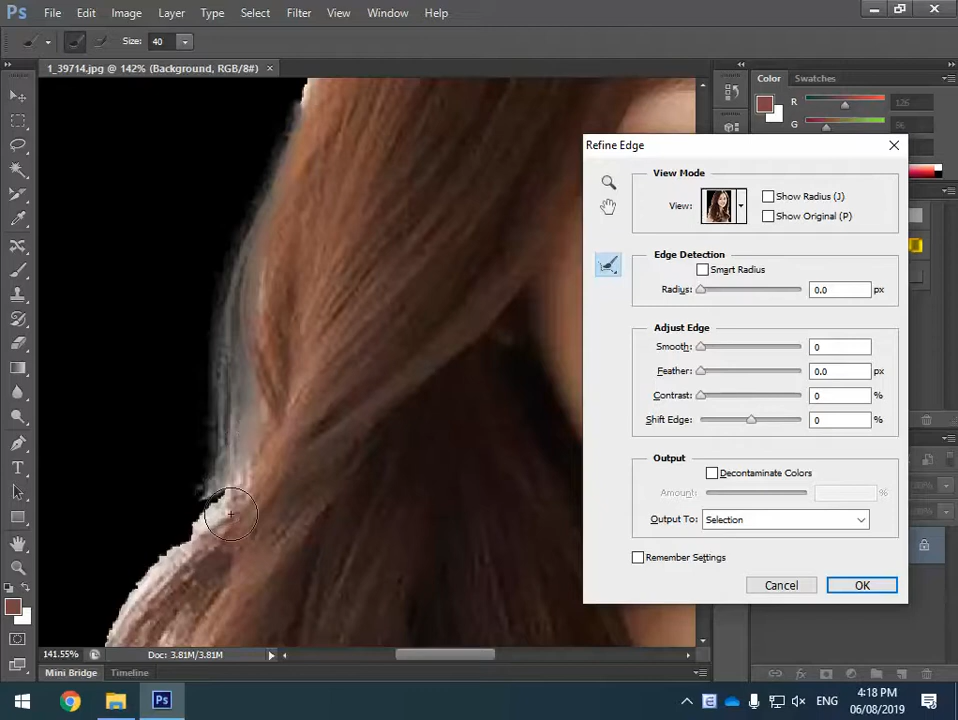 Ps File Edit Image Layer Type Select Filter View Window Help
Size: 40
1_39714.jpg @ 142% (Background, RGB/8#) ×
Color Swatches
R 126
G 96
Refine Edge
View Mode
View:
Show Radius (J)
Show Original (P)
Edge Detection
Smart Radius
Radius: 0.0 px
Adjust Edge
Smooth: 0
Feather: 0.0 px
Contrast: 0 %
Shift Edge: 0 %
Output
Decontaminate Colors
Amount: %
Output To: Selection
Remember Settings
Cancel OK
141.55% Doc: 3.81M/3.81M
Mini Bridge Timeline
Ps ENG 4:18 PM
06/08/2019